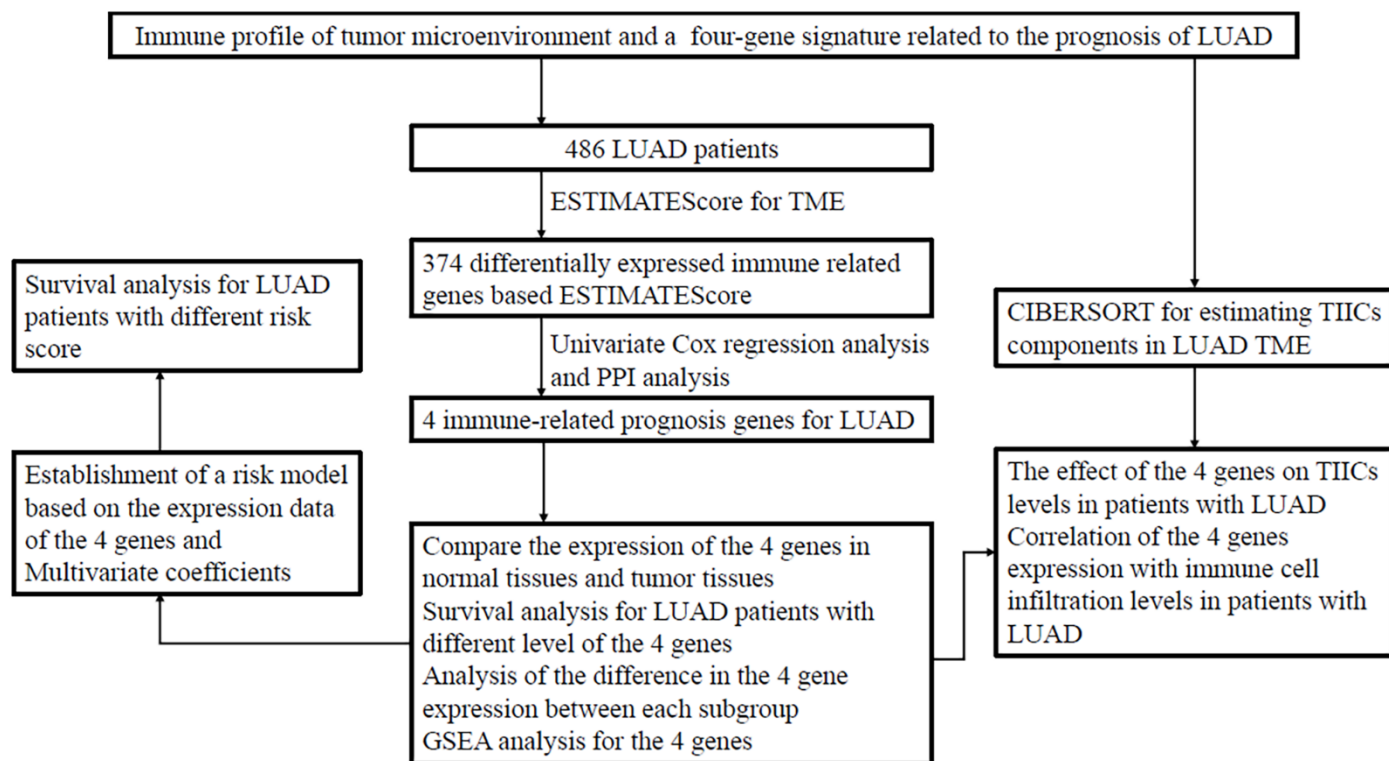 Immune profile of tumor microenvironment and a four-gene signature related to the prognosis of LUAD
486 LUAD patients
ESTIMATEScore for TME
374 differentially expressed immune related
genes based ESTIMATEScore
Univariate Cox regression analysis
and PPI analysis
4 immune-related prognosis genes for LUAD
Compare the expression of the 4 genes in
normal tissues and tumor tissues
Survival analysis for LUAD patients with
different level of the 4 genes
Analysis of the difference in the 4 gene
expression between each subgroup
GSEA analysis for the 4 genes
Establishment of a risk model
based on the expression data
of the 4 genes and
Multivariate coefficients
Survival analysis for LUAD
patients with different risk
score
CIBERSORT for estimating TIICs
components in LUAD TME
The effect of the 4 genes on TIICs
levels in patients with LUAD
Correlation of the 4 genes
expression with immune cell
infiltration levels in patients with
LUAD